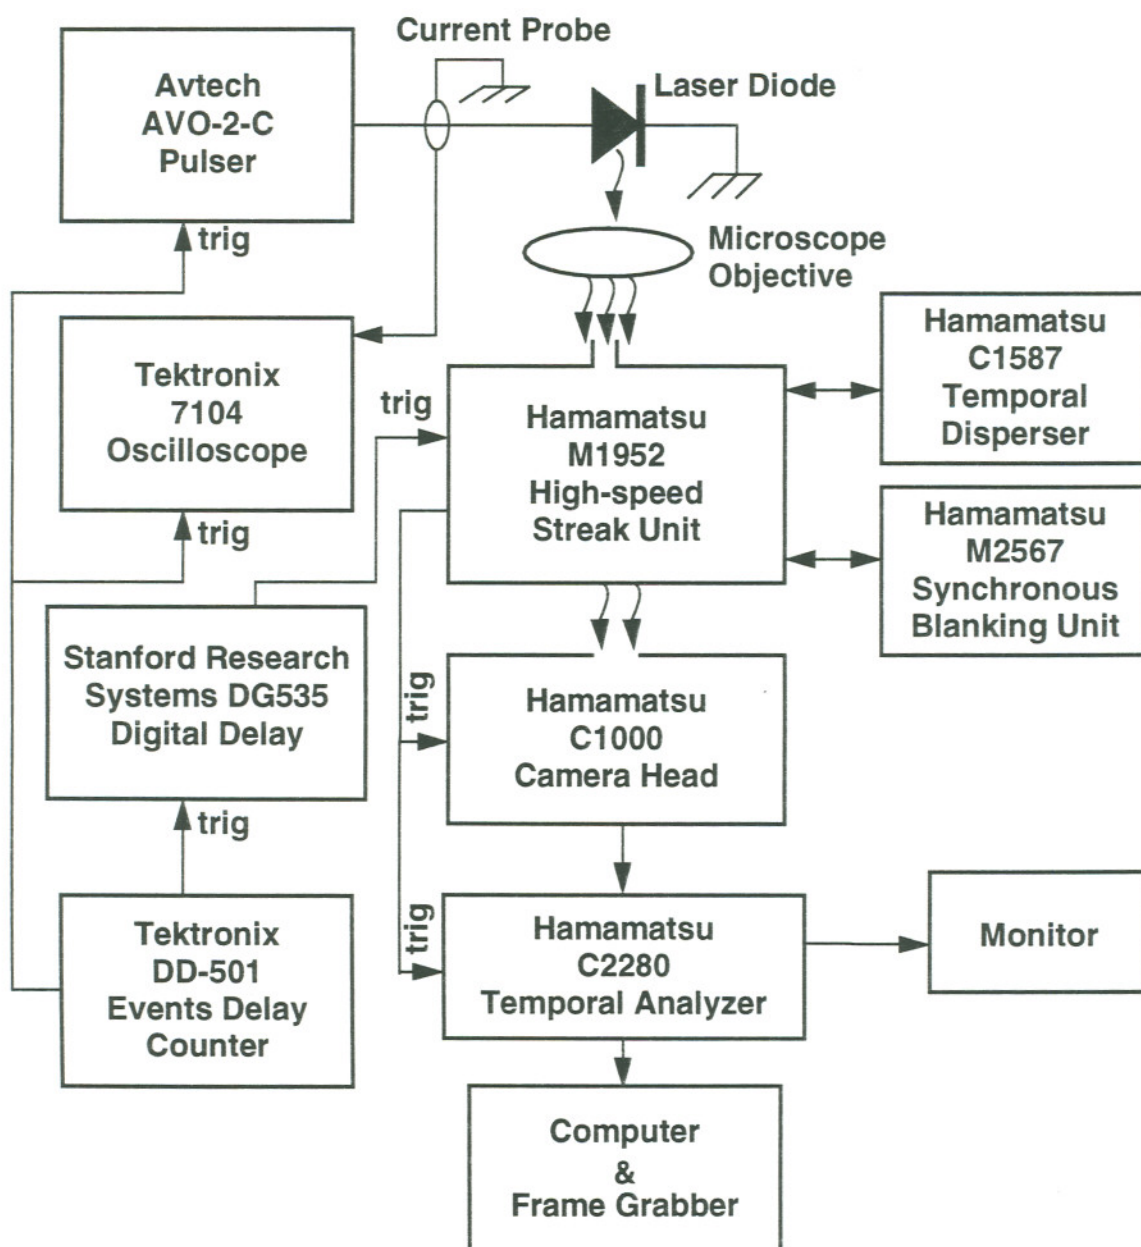 Current Probe
Avtech
AVO-2-C
Pulser
Laser Diode
trig
Microscope
Objective
Tektronix
7104
Oscilloscope
trig
trig
Hamamatsu
M1952
High-speed
Streak Unit
Hamamatsu
C1587
Temporal
Disperser
Hamamatsu
M2567
Synchronous
Blanking Unit
Stanford Research
Systems DG535
Digital Delay
trig
trig
Hamamatsu
C1000
Camera Head
Tektronix
DD-501
Events Delay
Counter
trig
Hamamatsu
C2280
Temporal Analyzer
Monitor
Computer
&
Frame Grabber